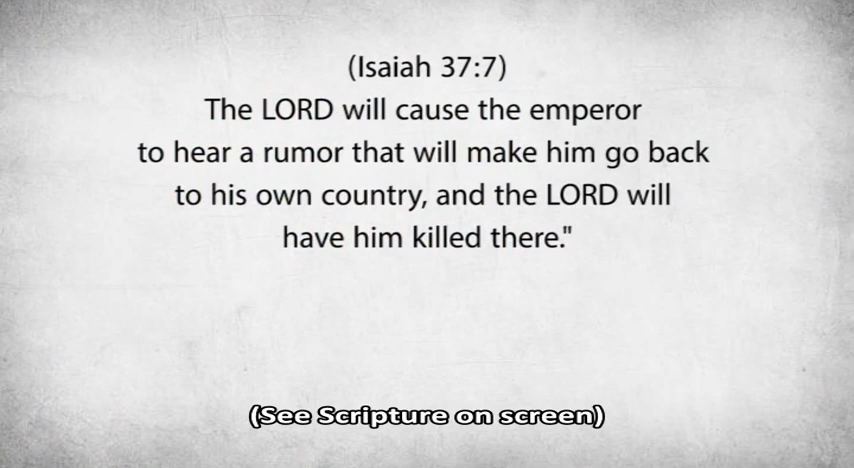 (Isaiah 37:7)
The LORD will cause the emperor
to hear a rumor that will make him go back
to his own country, and the LORD will
have him killed there."
(See Scripture on screen)